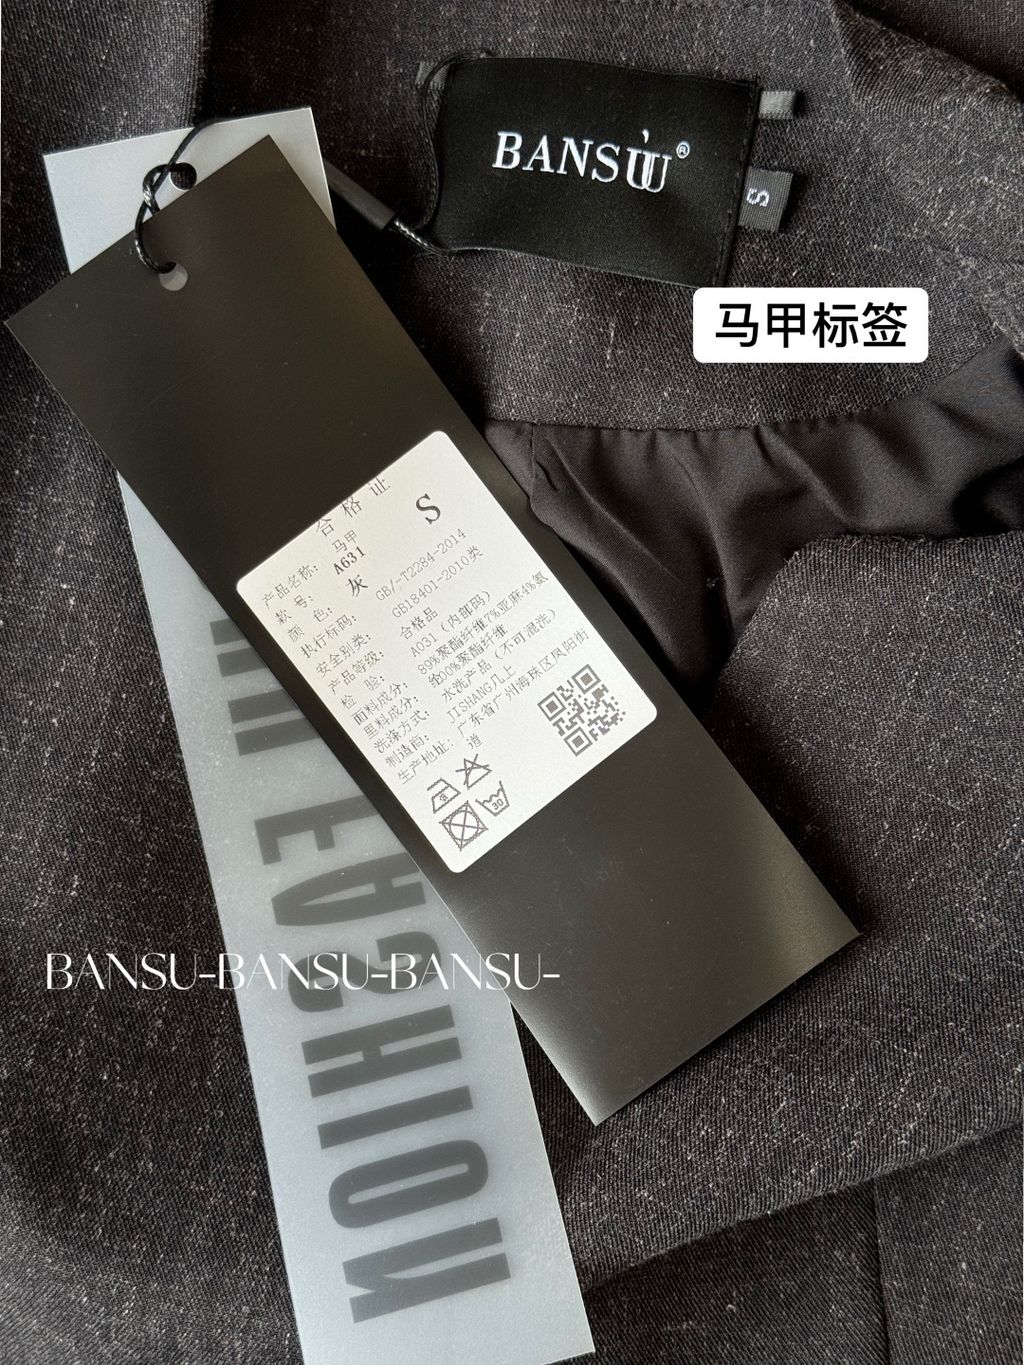 BANSUU®
S
马甲标签
合格证
S
产品名称: 马甲
款 号: A631
颜 色: 灰
执行标码: GB/-T2284-2014
安全别类: GB18401-2010类
产品等级: 合格品
检 验: A031(内部码)
面料成分: 89%聚酯纤维7%亚麻4%氨
里料成分: 100%聚酯纤维
洗涤方式: 水洗产品(不可混洗)
制造商: JISHANG几上
生产地址: 广东省广州海珠区凤阳街
道
30
FASHION
BANSU-BANSU-BANSU-